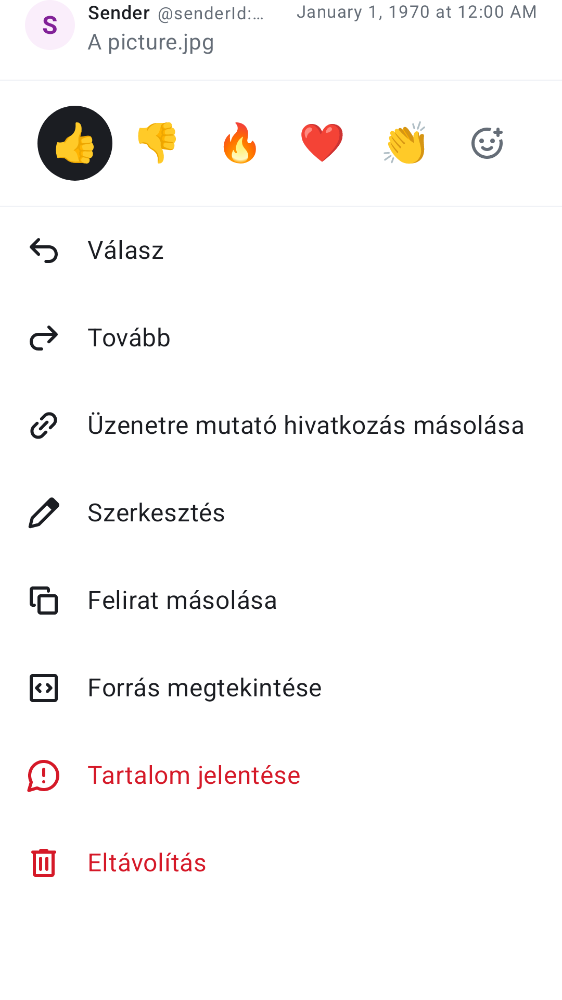 S
Sender @senderId:… January 1, 1970 at 12:00 AM
A picture.jpg
Válasz
Tovább
Üzenetre mutató hivatkozás másolása
Szerkesztés
Felirat másolása
Forrás megtekintése
Tartalom jelentése
Eltávolítás